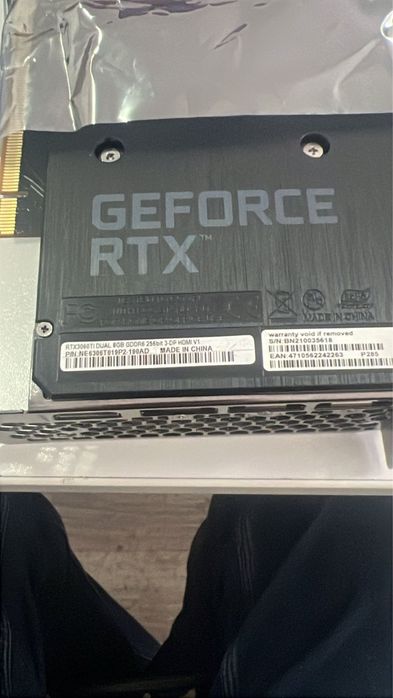 GEFORCE
RTX™
FC
RTX3060TI DUAL 8GB GDDR6 256bit 3-DP HDMI V1
P/N:NE6306T019P2-190AD MADE IN CHINA
MADE IN CHINA
warranty void if removed
S/N:BN210035618
EAN:4710562242263 P285